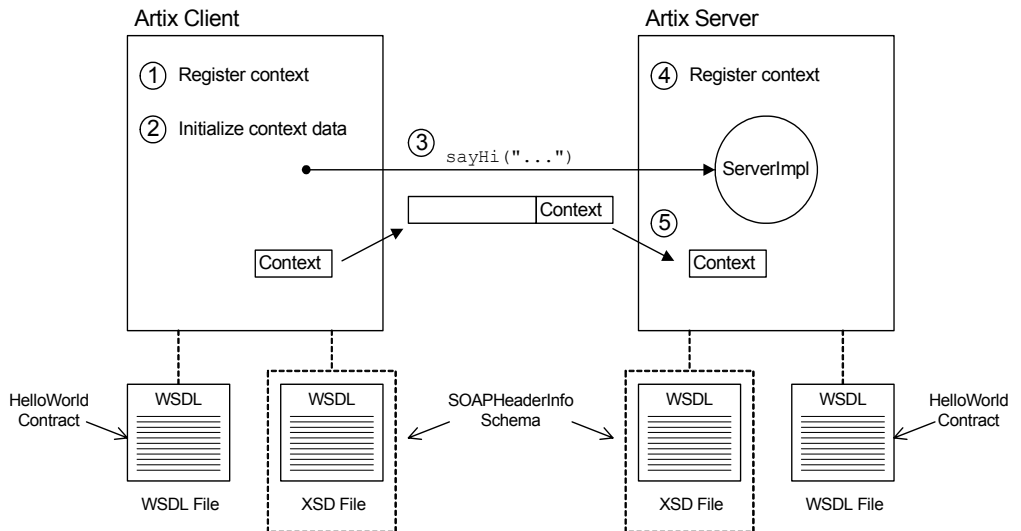 Artix Client
Artix Server
1 Register context
2 Initialize context data
3
sayHi("...")
4 Register context
ServerImpl
Context
Context
5
Context
HelloWorld
Contract
WSDL
WSDL File
WSDL
XSD File
SOAPHeaderInfo
Schema
WSDL
XSD File
WSDL
WSDL File
HelloWorld
Contract